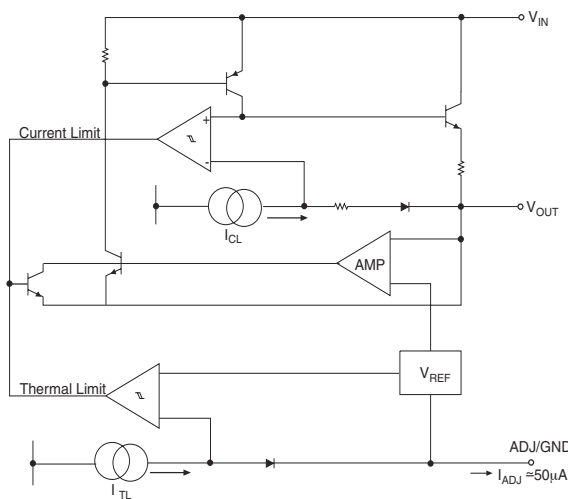 V_IN
+
Current Limit
-
V_OUT
I_CL
AMP
V_REF
Thermal Limit
ADJ/GND
I_ADJ ≃50μA
I_TL